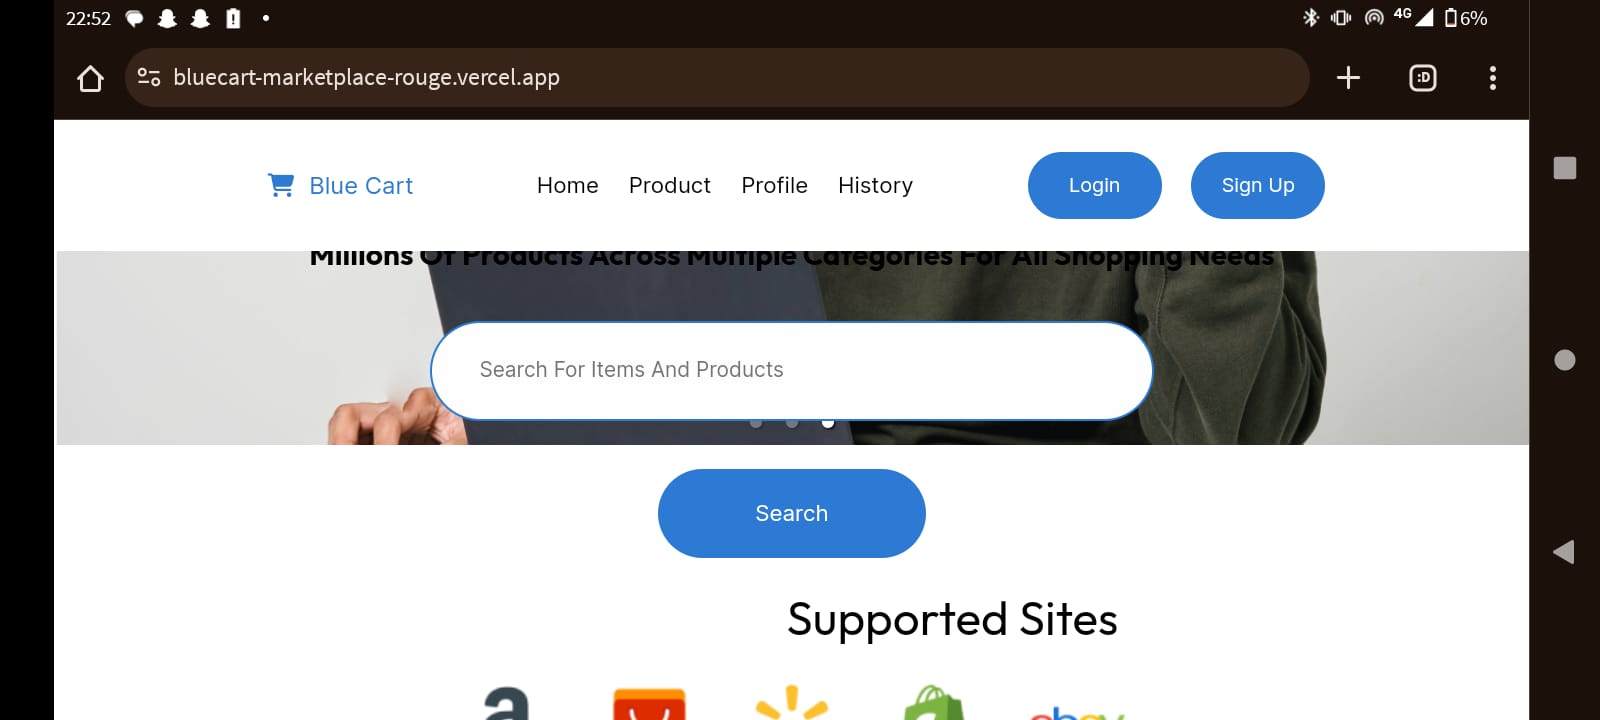 22:52
4G 6%
bluecart-marketplace-rouge.vercel.app
:D
Blue Cart
Home Product Profile History
Login
Sign Up
Millions Of Products Across Multiple Categories For All Shopping Needs
Search For Items And Products
Search
Supported Sites
a
ebay